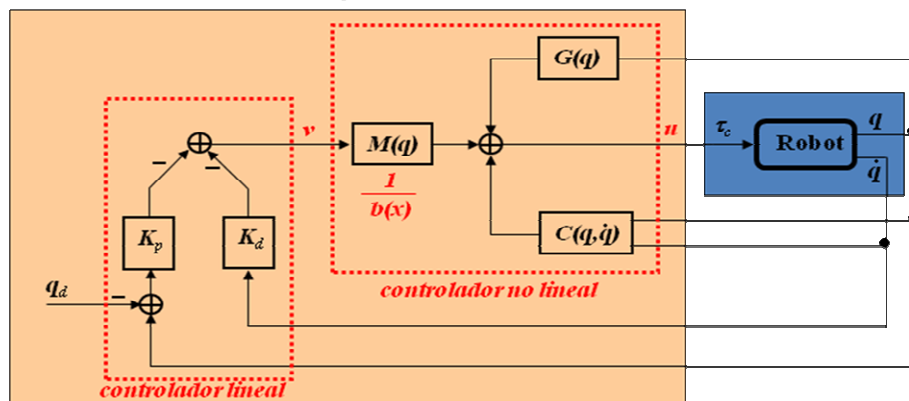 G(q)
v
M(q)
1
b(x)
u
τc
Robot
q
q̇
Kp
Kd
C(q,q̇)
qd
−
−
−
controlador no lineal
controlador lineal